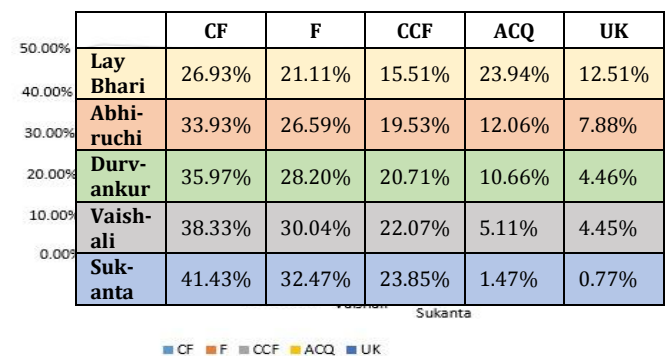 CF F CCF ACQ UK
50.00%
Lay
Bhari 26.93% 21.11% 15.51% 23.94% 12.51%
40.00%
Abhi-
ruchi 33.93% 26.59% 19.53% 12.06% 7.88%
30.00%
Durv-
ankur 35.97% 28.20% 20.71% 10.66% 4.46%
20.00%
Vaish-
ali 38.33% 30.04% 22.07% 5.11% 4.45%
10.00%
0.00%
Suk-
anta 41.43% 32.47% 23.85% 1.47% 0.77%
Sukanta
CF F CCF ACQ UK